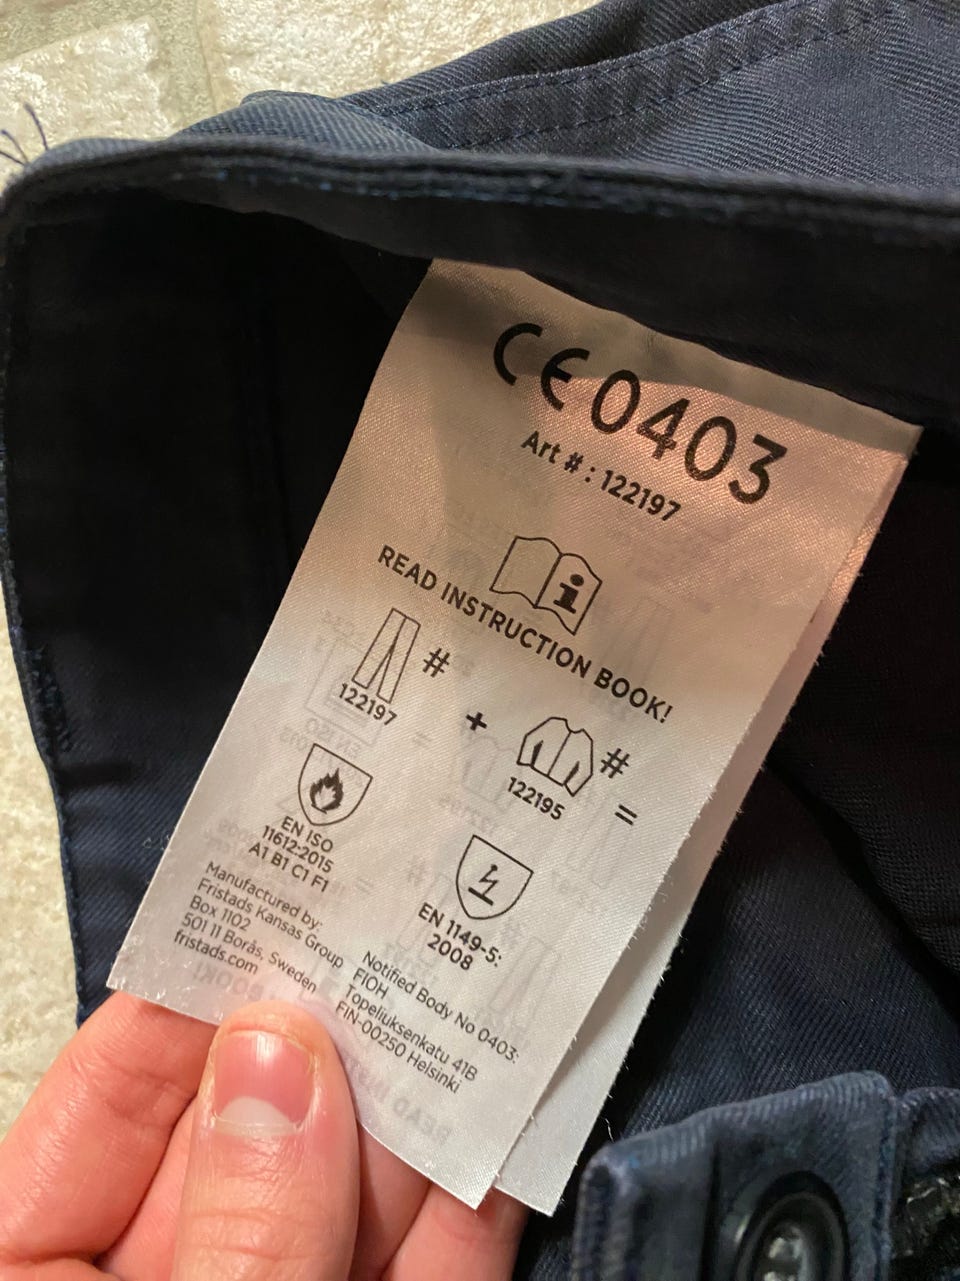 CE0403
Art # : 122197
i
READ INSTRUCTION BOOK!
122197
#
+
122195
#
=
EN ISO
11612:2015
A1 B1 C1 F1
EN 1149-5:
2008
Manufactured by:
Fristads Kansas Group
Box 1102
501 11 Borås, Sweden
fristads.com
Notified Body No 0403:
FIOH
Topeliuksenkatu 41B
FIN-00250 Helsinki